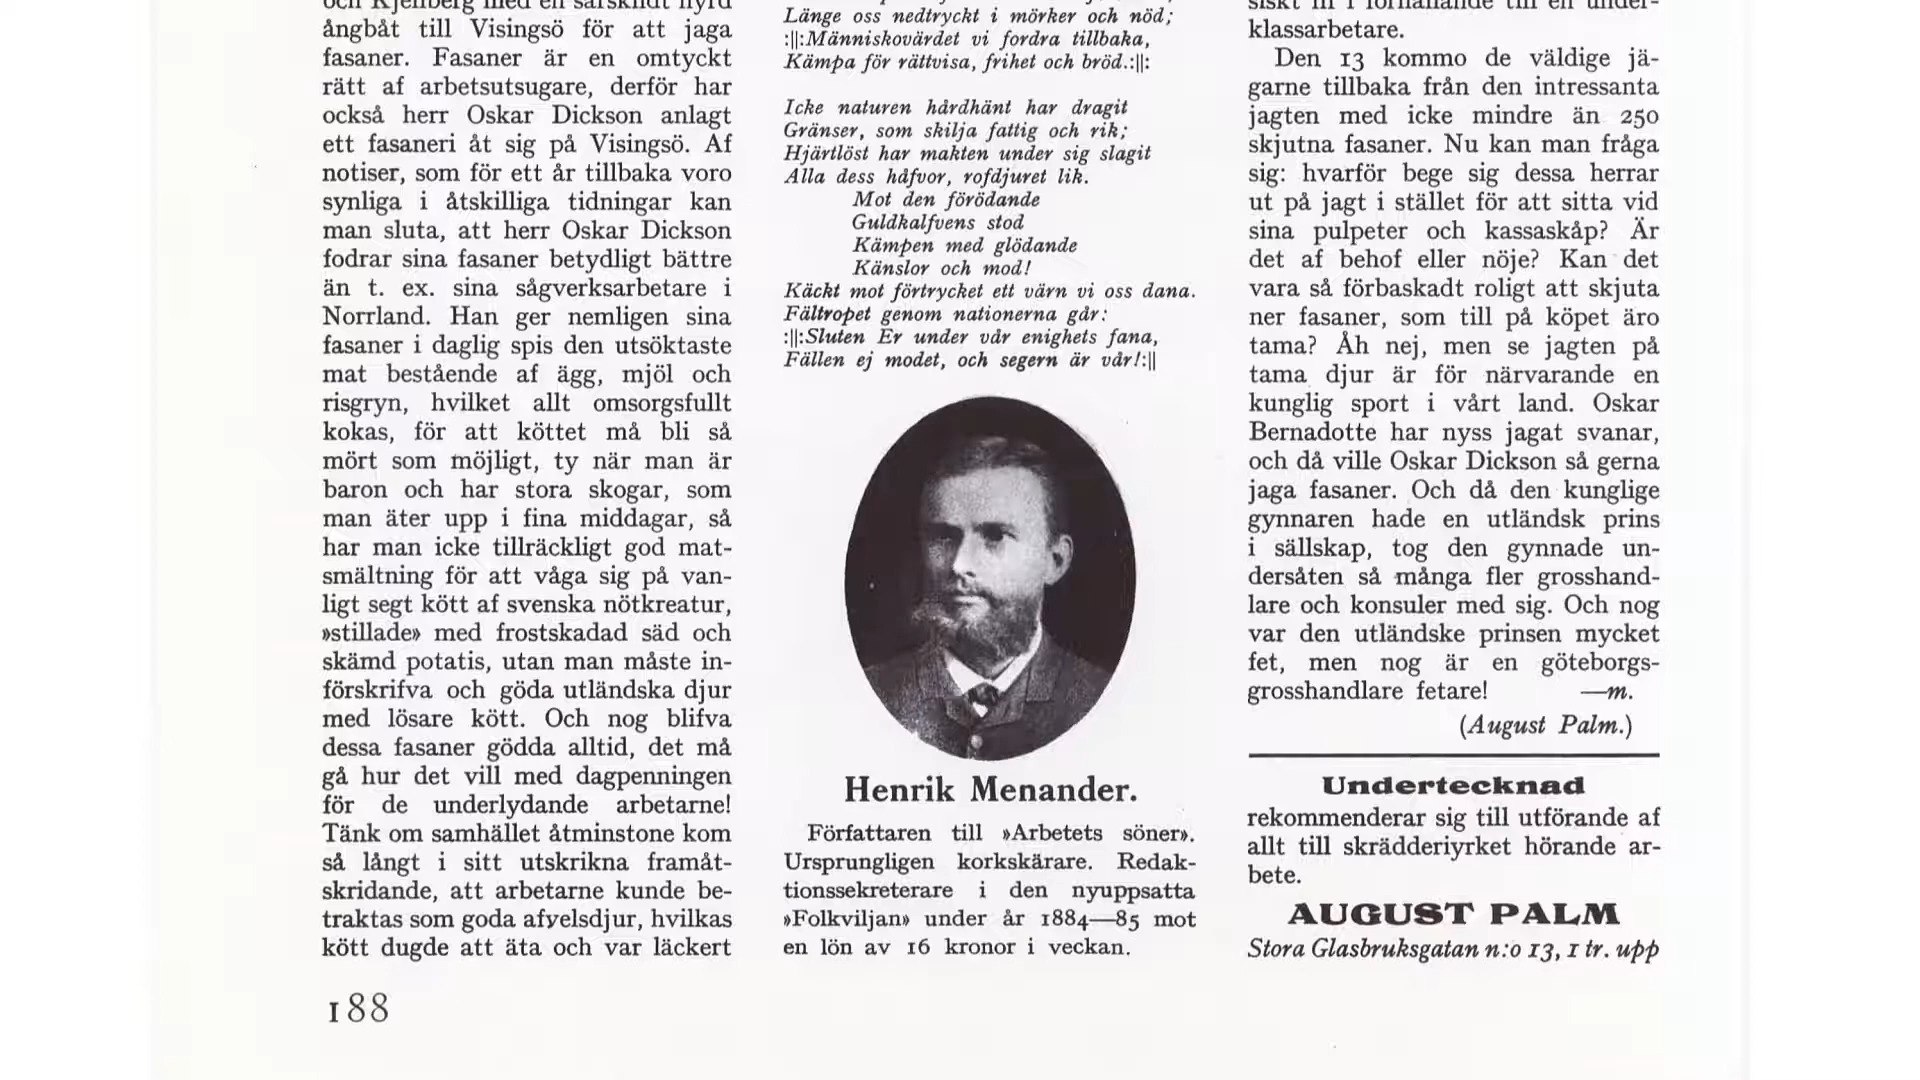 ångbåt till Visingsö för att jaga
fasaner. Fasaner är en omtyckt
rätt af arbetsutsugare, derför har
också herr Oskar Dickson anlagt
ett fasaneri åt sig på Visingsö. Af
notiser, som för ett år tillbaka voro
synliga i åtskilliga tidningar kan
man sluta, att herr Oskar Dickson
fodrar sina fasaner betydligt bättre
än t. ex. sina sågverksarbetare i
Norrland. Han ger nemligen sina
fasaner i daglig spis den utsöktaste
mat bestående af ägg, mjöl och
risgryn, hvilket allt omsorgsfullt
kokas, för att köttet må bli så
mört som möjligt, ty när man är
baron och har stora skogar, som
man äter upp i fina middagar, så
har man icke tillräckligt god mat-
smältning för att våga sig på van-
ligt segt kött af svenska nötkreatur,
»stillade» med frostskadad säd och
skämd potatis, utan man måste in-
förskrifva och göda utländska djur
med lösare kött. Och nog blifva
dessa fasaner gödda alltid, det må
gå hur det vill med dagpenningen
för de underlydande arbetarne!
Tänk om samhället åtminstone kom
så långt i sitt utskrikna framåt-
skridande, att arbetarne kunde be-
traktas som goda afvelsdjur, hvilkas
kött dugde att äta och var läckert
188
Länge oss nedtryckt i mörker och nöd;
:||:Människovärdet vi fordra tillbaka,
Kämpa för rättvisa, frihet och bröd.:||:
Icke naturen hårdhänt har dragit
Gränser, som skilja fattig och rik;
Hjärtlöst har makten under sig slagit
Alla dess håfvor, rofdjuret lik.
Mot den förödande
Guldkalfvens stod
Kämpen med glödande
Känslor och mod!
Käckt mot förtrycket ett värn vi oss dana.
Fältropet genom nationerna går:
:||:Sluten Er under vår enighets fana,
Fällen ej modet, och segern är vår!:||
Henrik Menander.
Författaren till »Arbetets söner».
Ursprungligen korkskärare. Redak-
tionssekreterare i den nyuppsatta
»Folkviljan» under år 1884—85 mot
en lön av 16 kronor i veckan.
klassarbetare.
Den 13 kommo de väldige jä-
garne tillbaka från den intressanta
jagten med icke mindre än 250
skjutna fasaner. Nu kan man fråga
sig: hvarför bege sig dessa herrar
ut på jagt i stället för att sitta vid
sina pulpeter och kassaskåp? Är
det af behof eller nöje? Kan det
vara så förbaskadt roligt att skjuta
ner fasaner, som till på köpet äro
tama? Åh nej, men se jagten på
tama djur är för närvarande en
kunglig sport i vårt land. Oskar
Bernadotte har nyss jagat svanar,
och då ville Oskar Dickson så gerna
jaga fasaner. Och då den kunglige
gynnaren hade en utländsk prins
i sällskap, tog den gynnade un-
dersåten så många fler grosshand-
lare och konsuler med sig. Och nog
var den utländske prinsen mycket
fet, men nog är en göteborgs-
grosshandlare fetare! —m.
(August Palm.)
Undertecknad
rekommenderar sig till utförande af
allt till skrädderiyrket hörande ar-
bete.
AUGUST PALM
Stora Glasbruksgatan n:o 13, 1 tr. upp